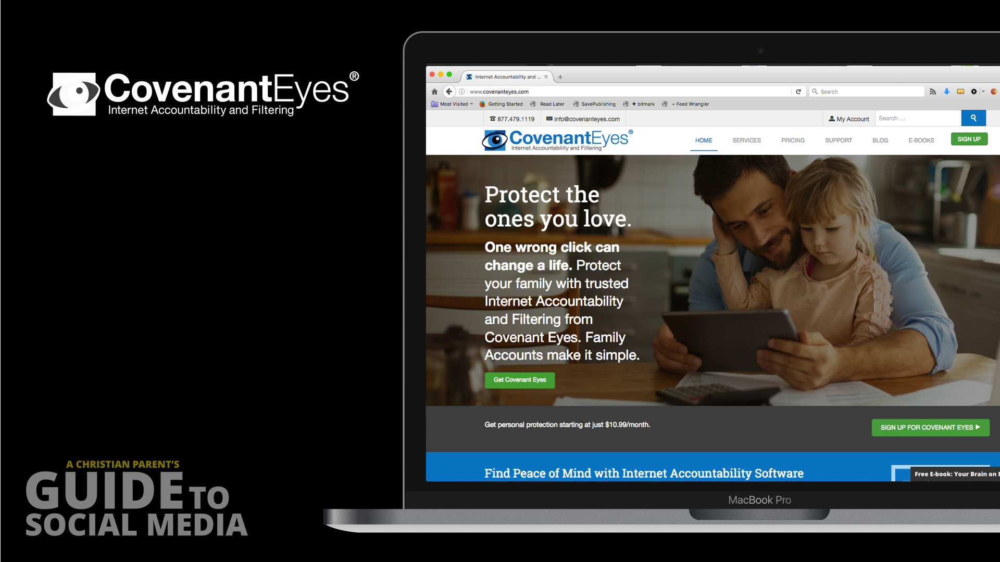 CovenantEyes®
Internet Accountability and Filtering
Internet Accountability and ...
www.covenanteyes.com
Search
Most Visited
Getting Started
Read Later
SavePublishing
+ bitmark
+ Feed Wrangler
877.479.1119
info@covenanteyes.com
My Account
Search ...
CovenantEyes®
Internet Accountability and Filtering
HOME
SERVICES
PRICING
SUPPORT
BLOG
E-BOOKS
SIGN UP
Protect the
ones you love.
One wrong click can
change a life. Protect
your family with trusted
Internet Accountability
and Filtering from
Covenant Eyes. Family
Accounts make it simple.
Get Covenant Eyes
Get personal protection starting at just $10.99/month.
SIGN UP FOR COVENANT EYES
Find Peace of Mind with Internet Accountability Software
Free E-book: Your Brain on
MacBook Pro
A CHRISTIAN PARENT'S
GUIDE TO
SOCIAL MEDIA